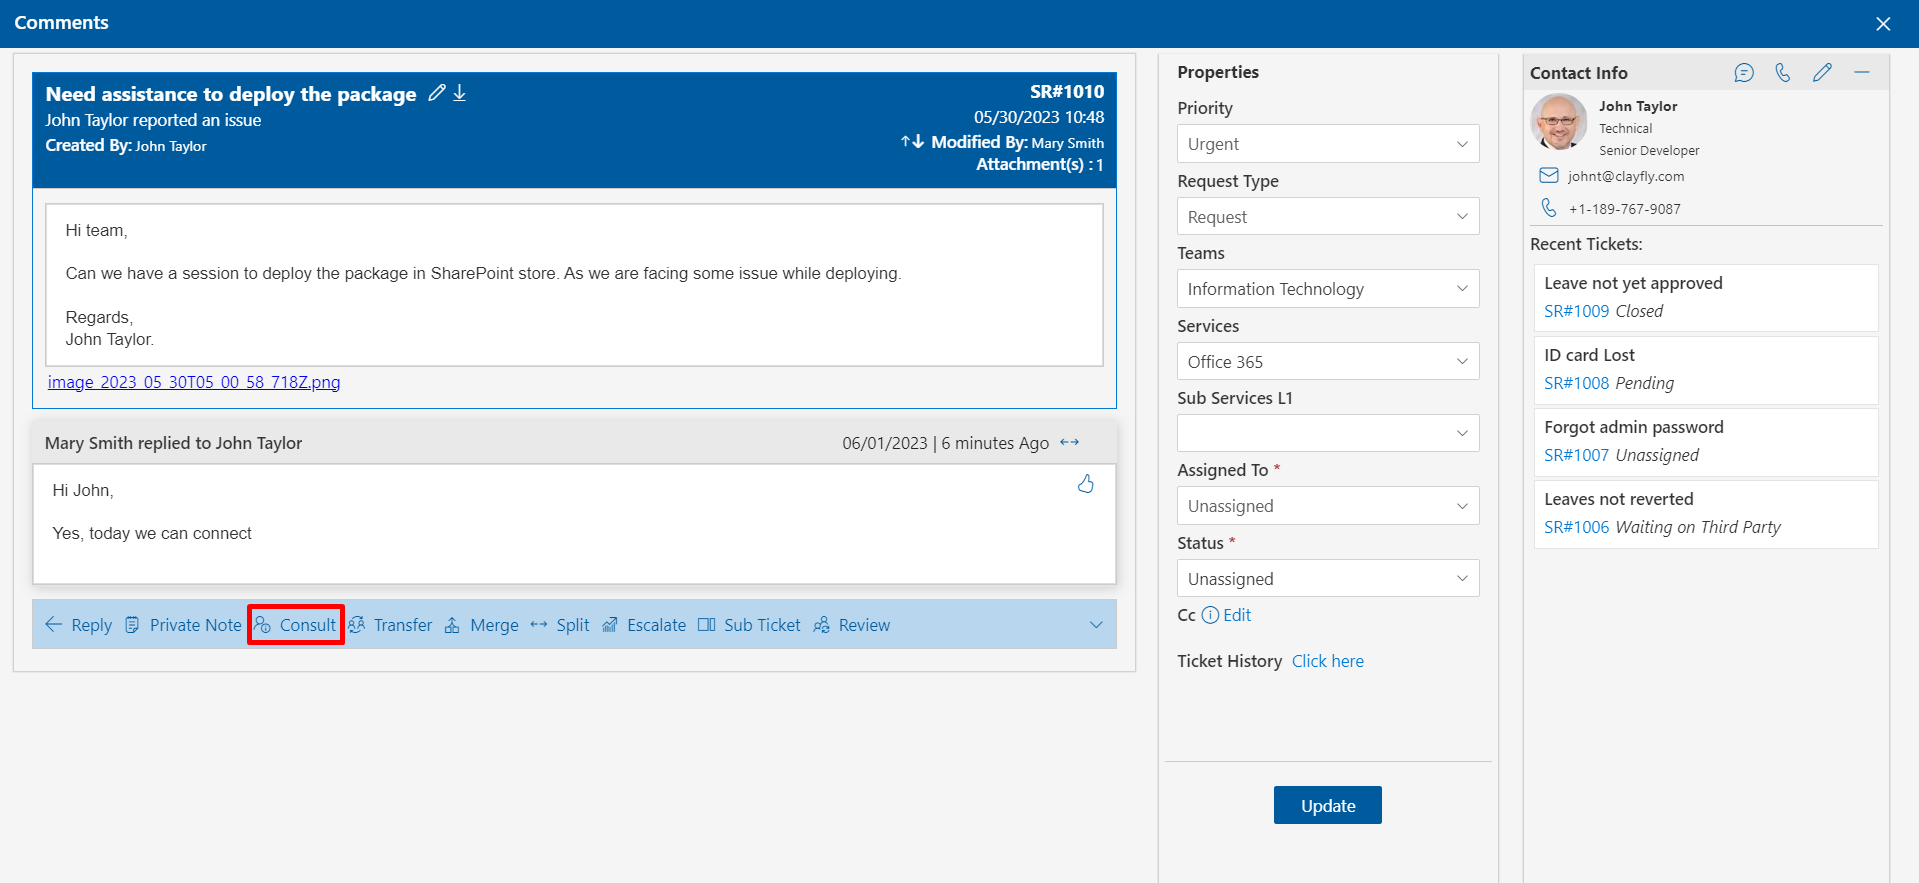 Comments
Need assistance to deploy the package
SR#1010
John Taylor reported an issue
05/30/2023 10:48
Created By: John Taylor
Modified By: Mary Smith
Attachment(s) : 1
Hi team,
Can we have a session to deploy the package in SharePoint store. As we are facing some issue while deploying.
Regards,
John Taylor.
image_2023_05_30T05_00_58_718Z.png
Mary Smith replied to John Taylor
06/01/2023 | 6 minutes Ago
Hi John,
Yes, today we can connect
Reply Private Note Consult Transfer Merge Split Escalate Sub Ticket Review
Properties
Priority
Urgent
Request Type
Request
Teams
Information Technology
Services
Office 365
Sub Services L1
Assigned To *
Unassigned
Status *
Unassigned
Cc Edit
Ticket History Click here
Update
Contact Info
John Taylor
Technical
Senior Developer
johnt@clayfly.com
+1-189-767-9087
Recent Tickets:
Leave not yet approved
SR#1009 Closed
ID card Lost
SR#1008 Pending
Forgot admin password
SR#1007 Unassigned
Leaves not reverted
SR#1006 Waiting on Third Party